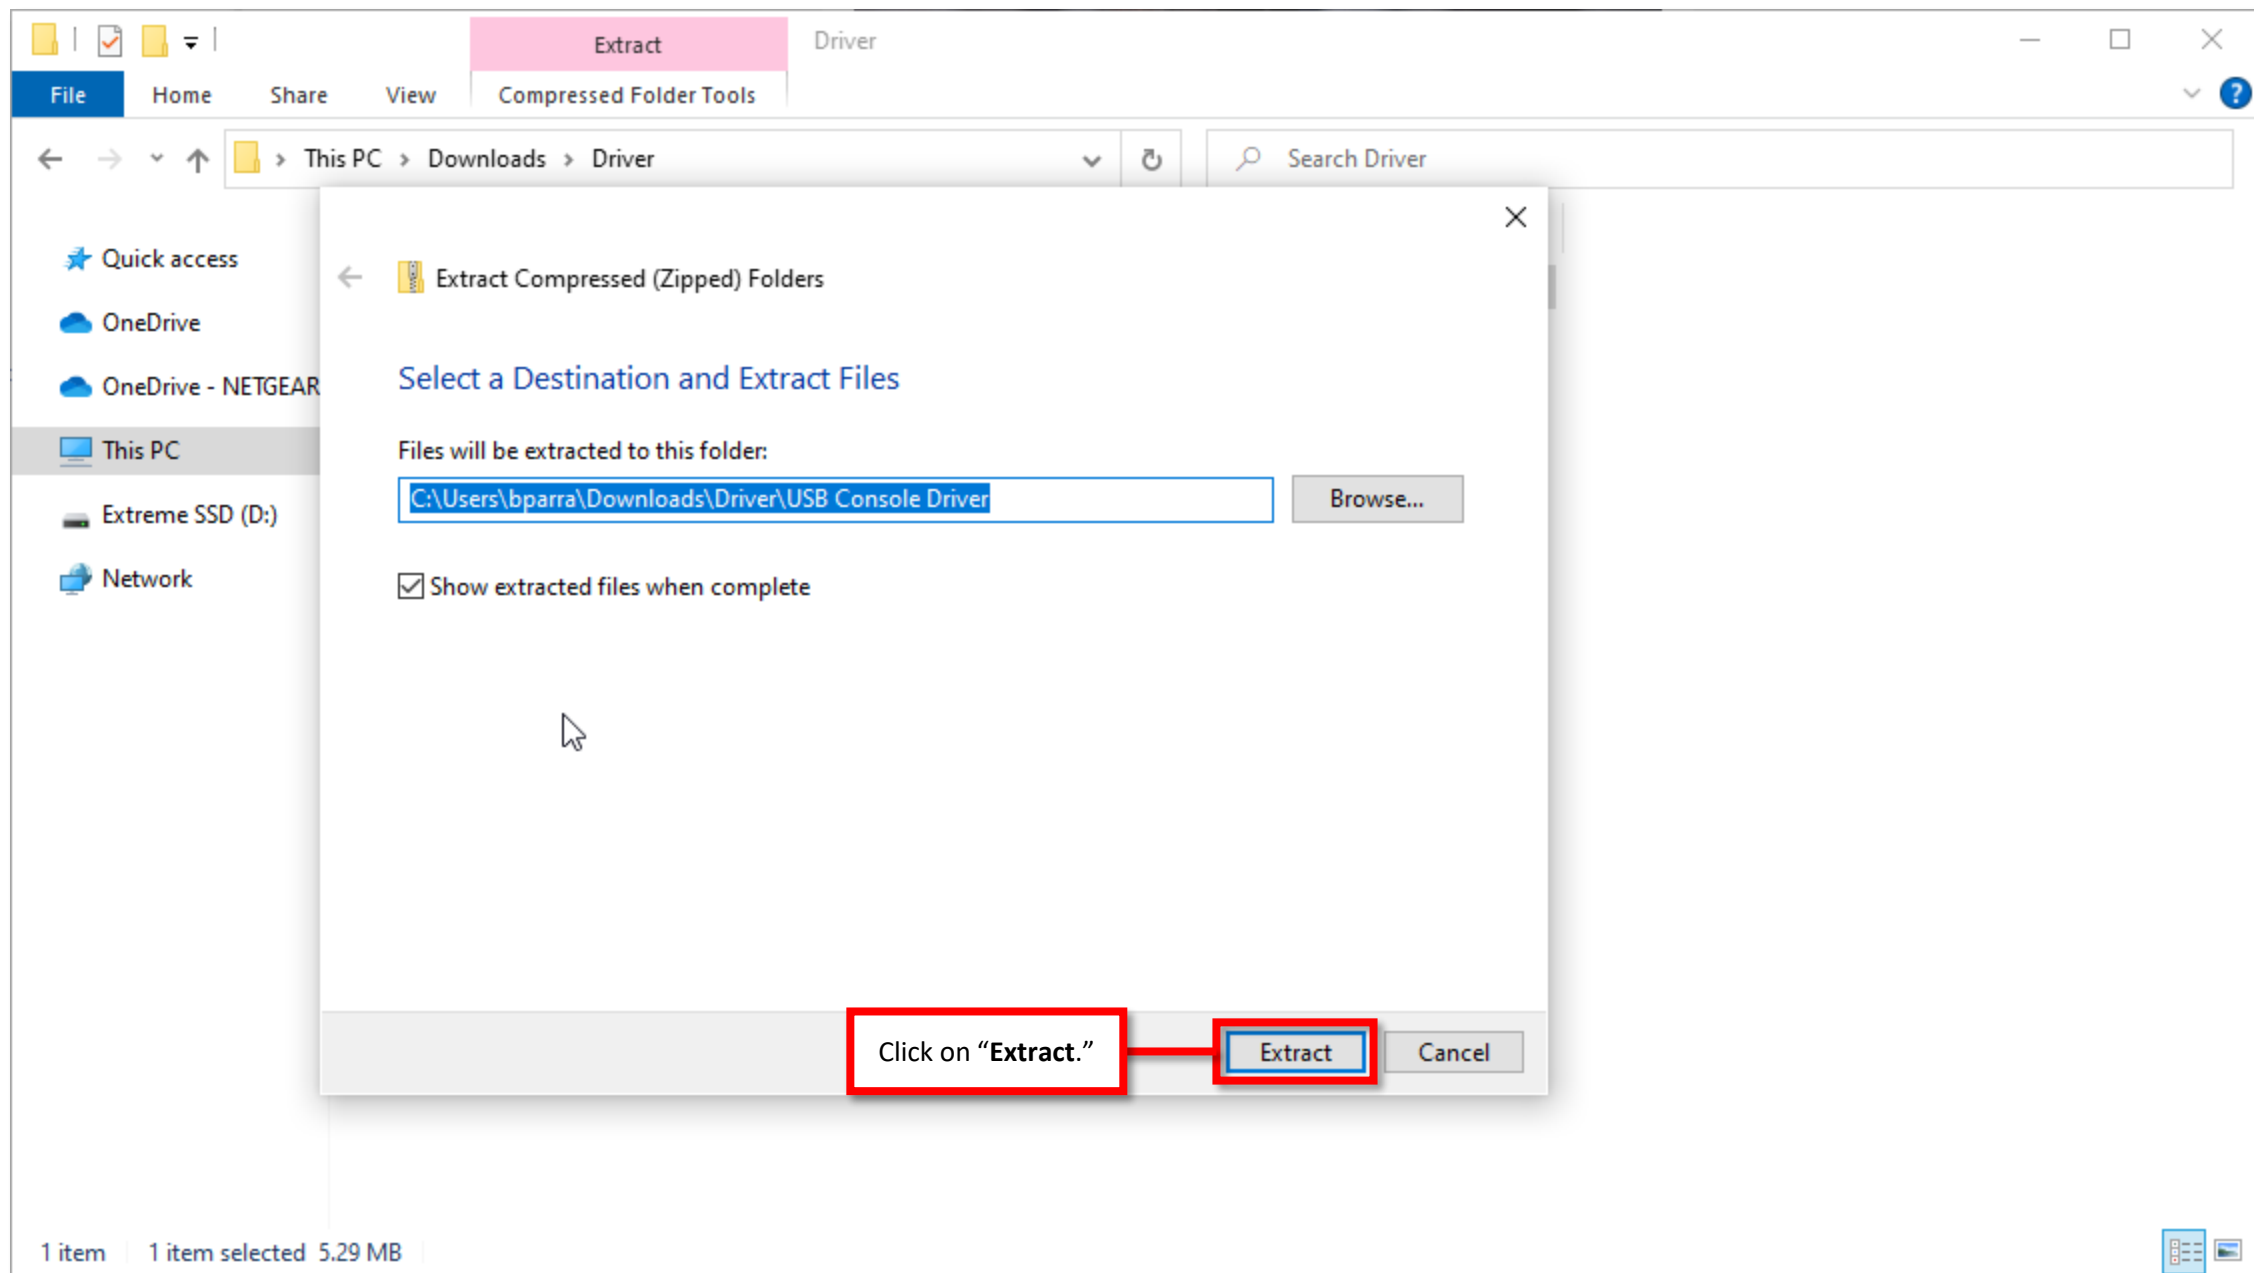 Extract
Driver
File
Home
Share
View
Compressed Folder Tools
?
> This PC > Downloads > Driver
Search Driver
Quick access
OneDrive
OneDrive - NETGEAR
This PC
Extreme SSD (D:)
Network
Extract Compressed (Zipped) Folders
Select a Destination and Extract Files
Files will be extracted to this folder:
C:\Users\bparra\Downloads\Driver\USB Console Driver
Browse...
Show extracted files when complete
Click on “Extract.”
Extract
Cancel
1 item
1 item selected 5.29 MB